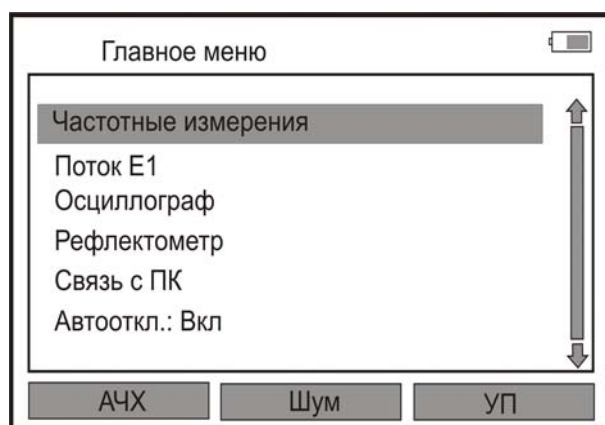 Главное меню
Частотные измерения
Поток Е1
Осциллограф
Рефлектометр
Связь с ПК
Автооткл.: Вкл
АЧХ Шум УП